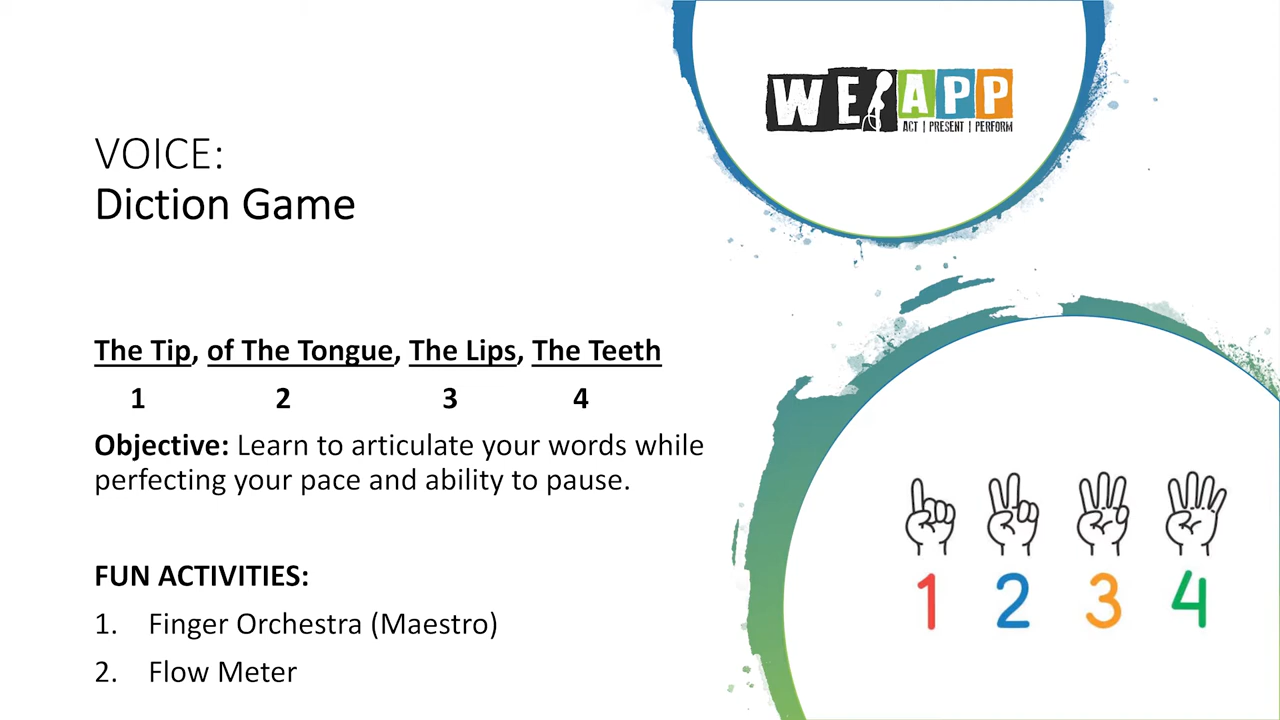 WE APP
ACT | PRESENT | PERFORM
VOICE:
Diction Game
The Tip, of The Tongue, The Lips, The Teeth
1 2 3 4
Objective: Learn to articulate your words while
perfecting your pace and ability to pause.
FUN ACTIVITIES:
1. Finger Orchestra (Maestro)
2. Flow Meter
1 2 3 4